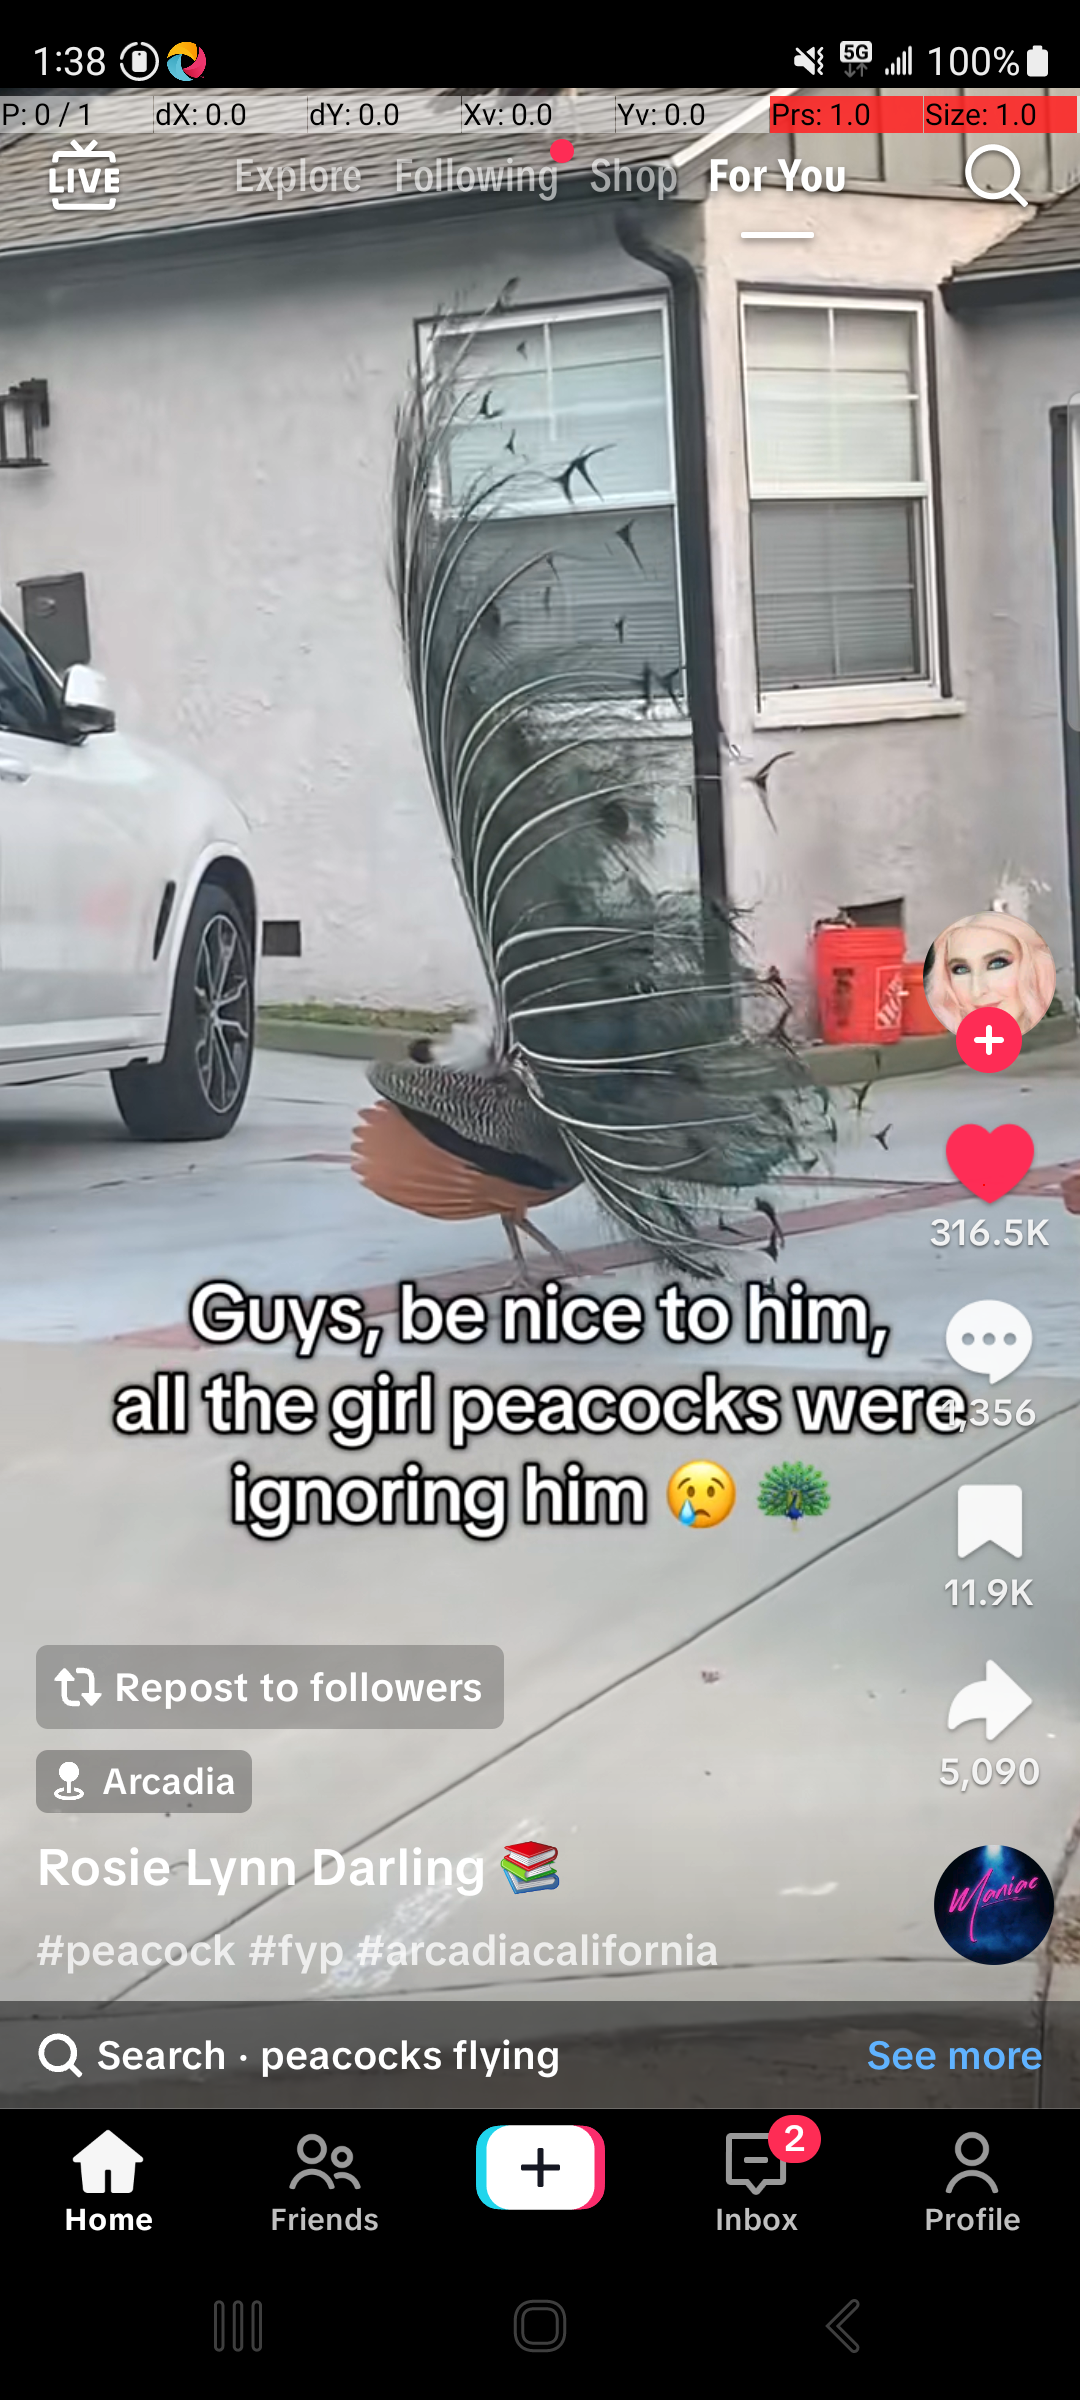 1:38
5G
100%
P: 0 / 1
dX: 0.0
dY: 0.0
Xv: 0.0
Yv: 0.0
Prs: 1.0
Size: 1.0
LIVE
Explore
Following
Shop
For You
316.5K
Guys, be nice to him,
all the girl peacocks were
1,356
ignoring him 😢 🦚
11.9K
Repost to followers
5,090
Arcadia
Rosie Lynn Darling 📚
Maniac
#peacock #fyp #arcadiacalifornia
Search · peacocks flying
See more
2
Home
Friends
Inbox
Profile